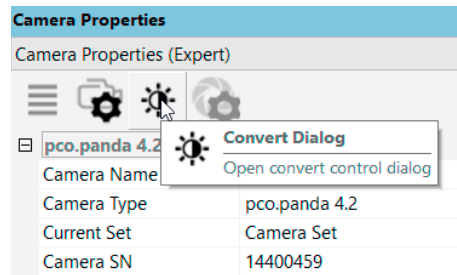 Camera Properties
Camera Properties (Expert)
Convert Dialog
Open convert control dialog
pco.panda 4.2
Camera Name
Camera Type pco.panda 4.2
Current Set Camera Set
Camera SN 14400459